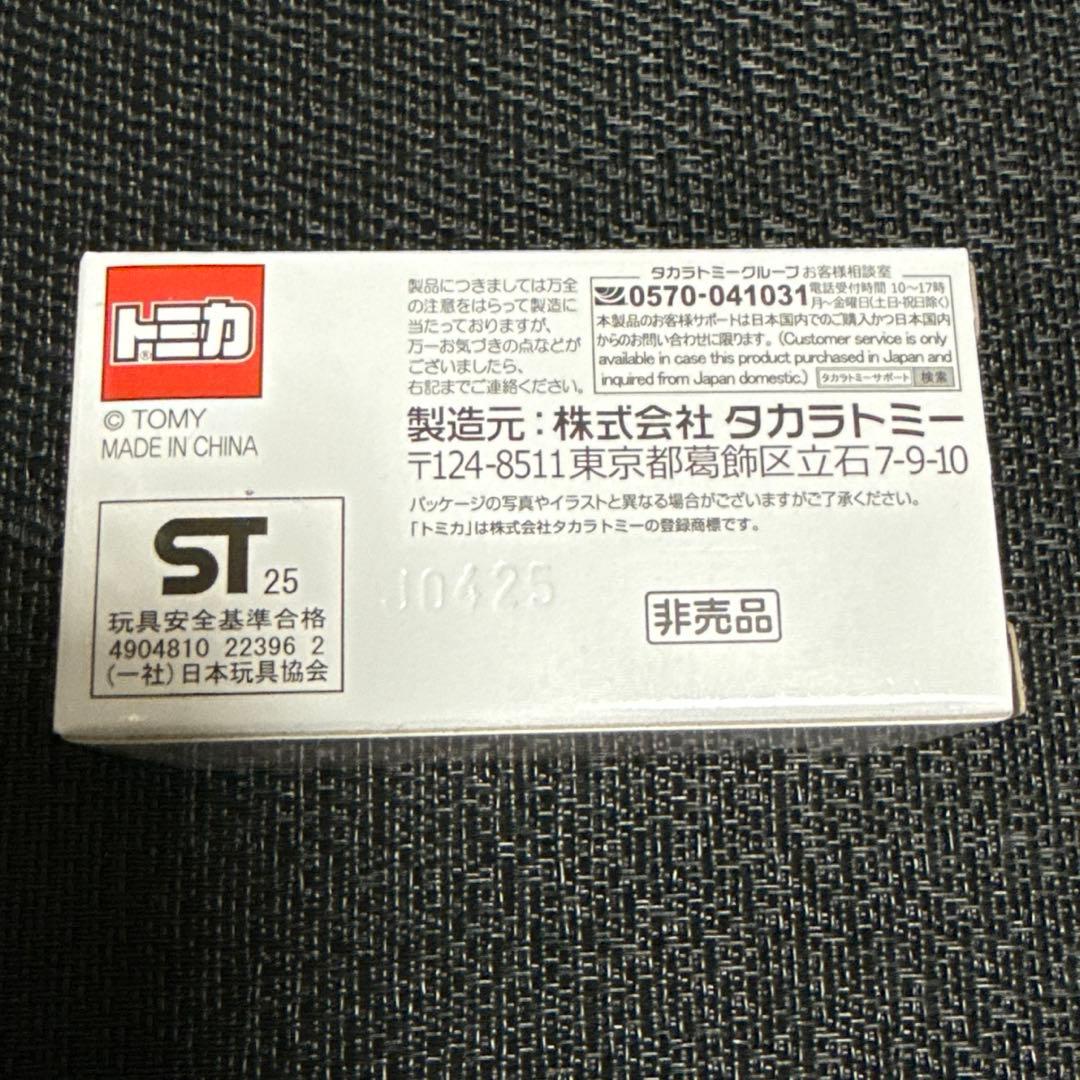 トミカ®
© TOMY
MADE IN CHINA
ST 25
玩具安全基準合格
4904810 22396 2
(一社)日本玩具協会
製品につきましては万全
の注意をはらって製造に
当たっておりますが、
万一お気づきの点などが
ございましたら、
右記までご連絡ください。
タカラトミーグループ お客様相談室
0570-041031 電話受付時間 10〜17時
月〜金曜日(土日・祝日除く)
本製品のお客様サポートは日本国内でのご購入かつ日本国内
からのお問い合わせに限ります。(Customer service is only
available in case this product purchased in Japan and
inquired from Japan domestic.) タカラトミーサポート 検索
製造元：株式会社 タカラトミー
〒124-8511 東京都葛飾区立石 7-9-10
パッケージの写真やイラストと異なる場合がございますがご了承ください。
「トミカ」は株式会社タカラトミーの登録商標です。
J0425
非売品